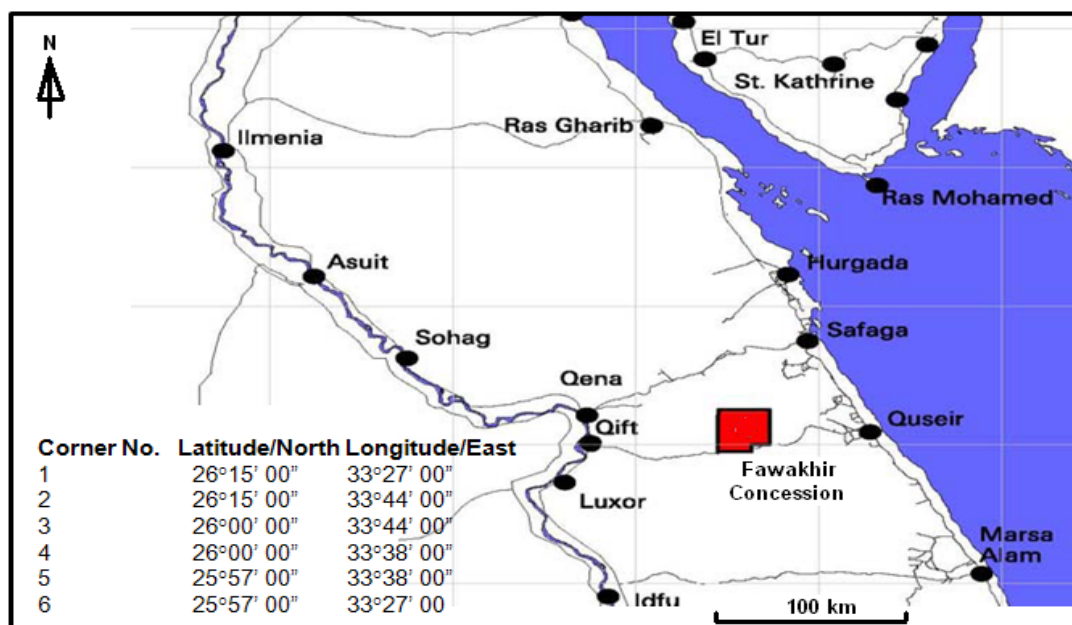 N
El Tur
St. Kathrine
Ras Gharib
Ilmenia
Ras Mohamed
Asuit
Hurgada
Safaga
Sohag
Qena
Qift
Quseir
Fawakhir
Concession
Luxor
Marsa
Alam
Idfu
100 km
Corner No. Latitude/North Longitude/East
1 26°15' 00" 33°27' 00"
2 26°15' 00" 33°44' 00"
3 26°00' 00" 33°44' 00"
4 26°00' 00" 33°38' 00"
5 25°57' 00" 33°38' 00"
6 25°57' 00" 33°27' 00